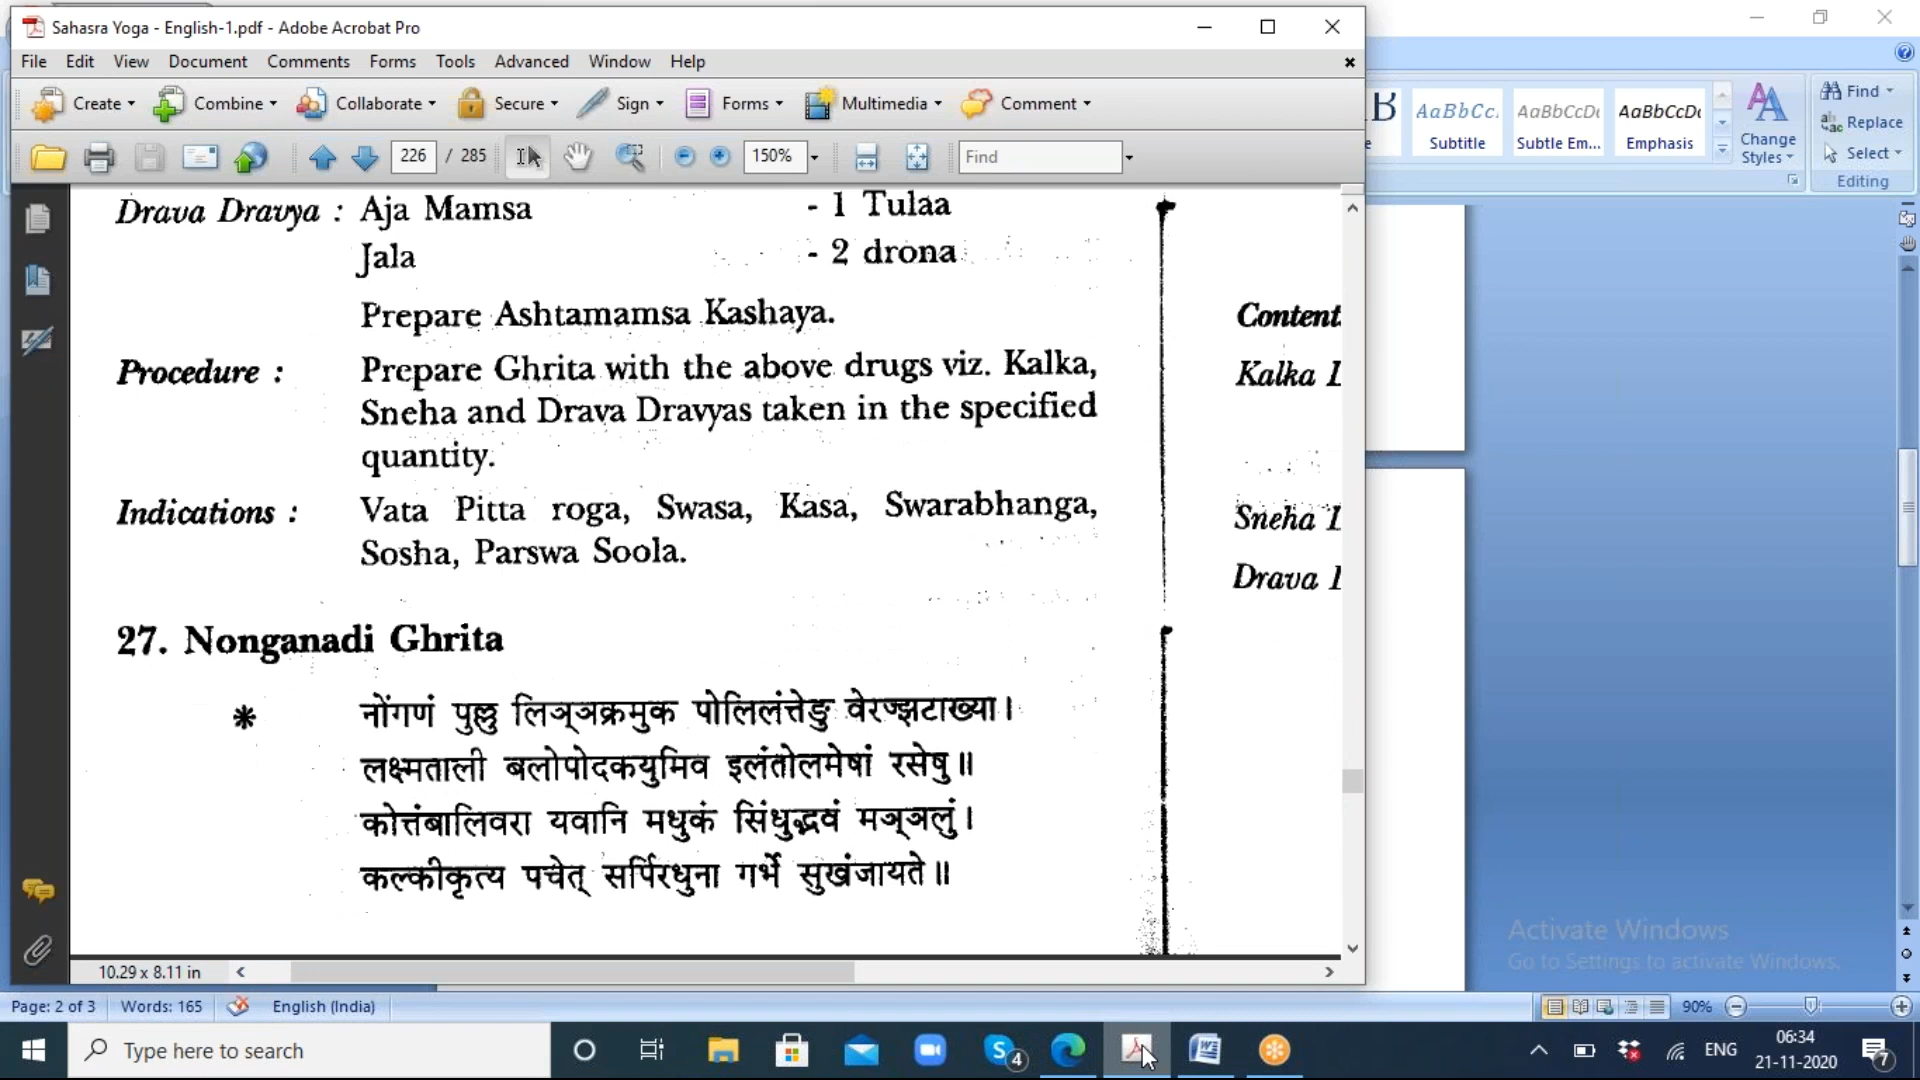 Sahasra Yoga - English-1.pdf - Adobe Acrobat Pro
File Edit View Document Comments Forms Tools Advanced Window Help
Create Combine Collaborate Secure Sign Forms Multimedia Comment
226 / 285 150% Find
Drava Dravya : Aja Mamsa - 1 Tulaa
Jala - 2 drona
Prepare Ashtamamsa Kashaya.
Procedure : Prepare Ghrita with the above drugs viz. Kalka,
Sneha and Drava Dravyas taken in the specified
quantity.
Indications : Vata Pitta roga, Swasa, Kasa, Swarabhanga,
Sosha, Parswa Soola.
27. Nonganadi Ghrita
* नोंगणं पुल्लु लिञ्ञक्रमुक पोलिलंत्तेङु वेरज्झटाख्या।
लक्ष्मताली बलोपोदकयुमिव इलंतोलमेषां रसेषु॥
कोत्तंबालिवरा यवानि मधुकं सिंधुद्भवं मञ्ञलुं।
कल्कीकृत्य पचेत् सर्पिरधुना गर्भे सुखंजायते॥
Content
Kalka
Sneha
Drava
10.29 x 8.11 in
AaBbCc. AaBbCcDc AaBbCcDc
Subtitle Subtle Em... Emphasis
Change
Styles
Find
Replace
Select
Editing
Activate Windows
Go to Settings to activate Windows.
Page: 2 of 3 Words: 165 English (India) 90%
Type here to search
4
ENG
06:34
21-11-2020
7